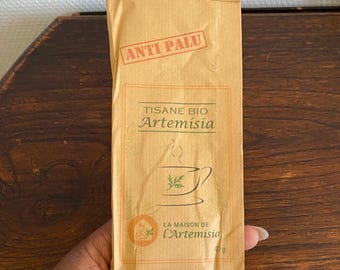 ANTI PALU
TISANE BIO
Artemisia
LA MAISON DE
l'Artemisia